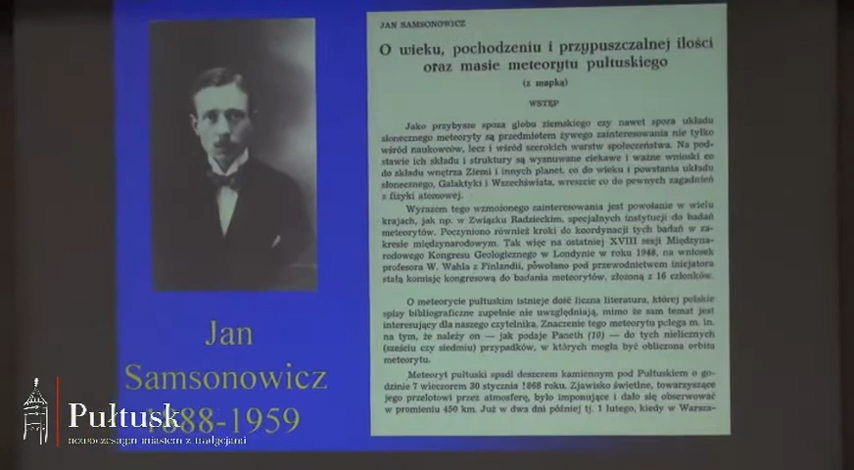 JAN SAMSONOWICZ
O wieku, pochodzeniu i przypuszczalnej ilości
oraz masie meteorytu pułtuskiego
(z mapką)
WSTĘP
Jako przybysze spoza globu ziemskiego czy nawet spoza układu
słonecznego meteoryty są przedmiotem żywego zainteresowania nie tylko
wśród naukowców, lecz i wśród szerokich warstw społeczeństwa. Na pod-
stawie ich składu i struktury są wysnuwane ciekawe i ważne wnioski co
do składu wnętrza Ziemi i innych planet, co do wieku i powstania układu
słonecznego, Galaktyki i Wszechświata, wreszcie co do pewnych zagadnień
z fizyki atomowej.
Wyrazem tego wzmożonego zainteresowania jest powołanie w wielu
krajach, jak np. w Związku Radzieckim, specjalnych instytucji do badań
meteorytów. Poczyniono również kroki do koordynacji tych badań w za-
kresie międzynarodowym. Tak więc na ostatniej XVIII sesji Międzyna-
rodowego Kongresu Geologicznego w Londynie w roku 1948, na wniosek
profesora W. Wahla z Finlandii, powołano pod przewodnictwem inicjatora
stałą komisję kongresową do badania meteorytów, złożoną z 16 członków.
O meteorycie pułtuskim istnieje dość liczna literatura, której polskie
spisy bibliograficzne zupełnie nie uwzględniają, mimo że sam temat jest
interesujący dla naszego czytelnika. Znaczenie tego meteorytu polega m. in.
na tym, że należy on — jak podaje Paneth (10) — do tych nielicznych
(sześciu czy siedmiu) przypadków, w których mogła być obliczona orbita
meteorytu.
Meteoryt pułtuski spadł deszczem kamiennym pod Pułtuskiem o go-
dzinie 7 wieczorem 30 stycznia 1868 roku. Zjawisko świetlne, towarzyszące
jego przelotowi przez atmosferę, było imponujące i dało się obserwować
w promieniu 450 km. Już w dwa dni później tj. 1 lutego, kiedy w Warsza-
Jan
Samsonowicz
1888-1959
Pułtusk
nowoczesnym miastem z tradycjami